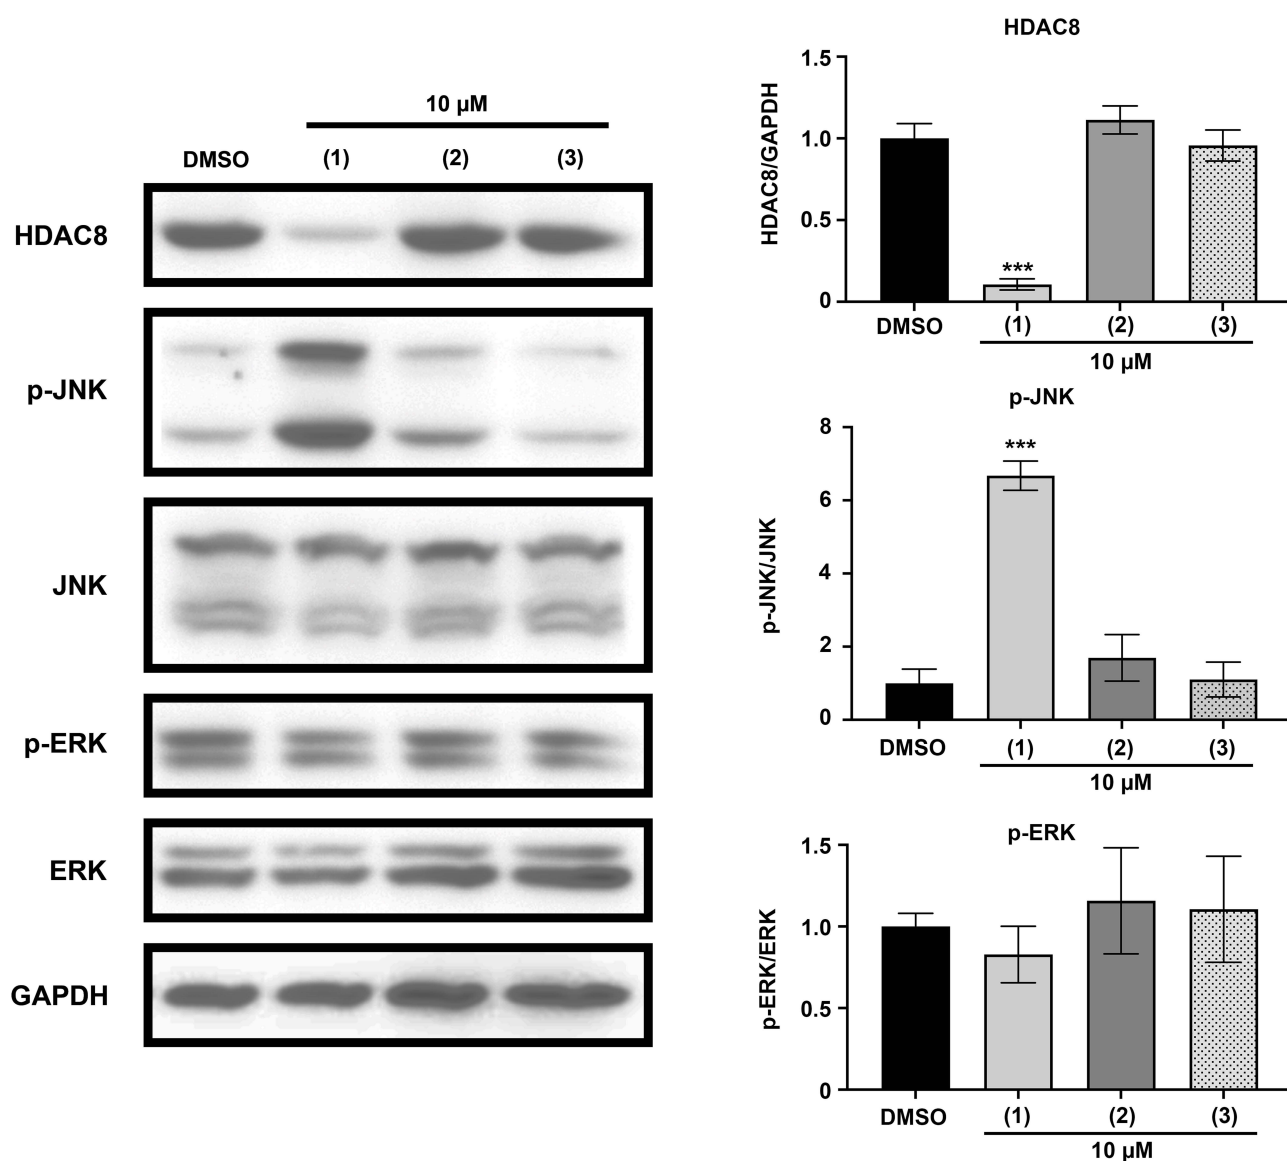 10 µM
DMSO (1) (2) (3)
HDAC8
p-JNK
JNK
p-ERK
ERK
GAPDH
HDAC8
HDAC8/GAPDH
1.5
1.0
0.5
0
***
DMSO (1) (2) (3)
10 µM
p-JNK
p-JNK/JNK
8
6
4
2
0
***
DMSO (1) (2) (3)
10 µM
p-ERK
p-ERK/ERK
1.5
1.0
0.5
0
DMSO (1) (2) (3)
10 µM